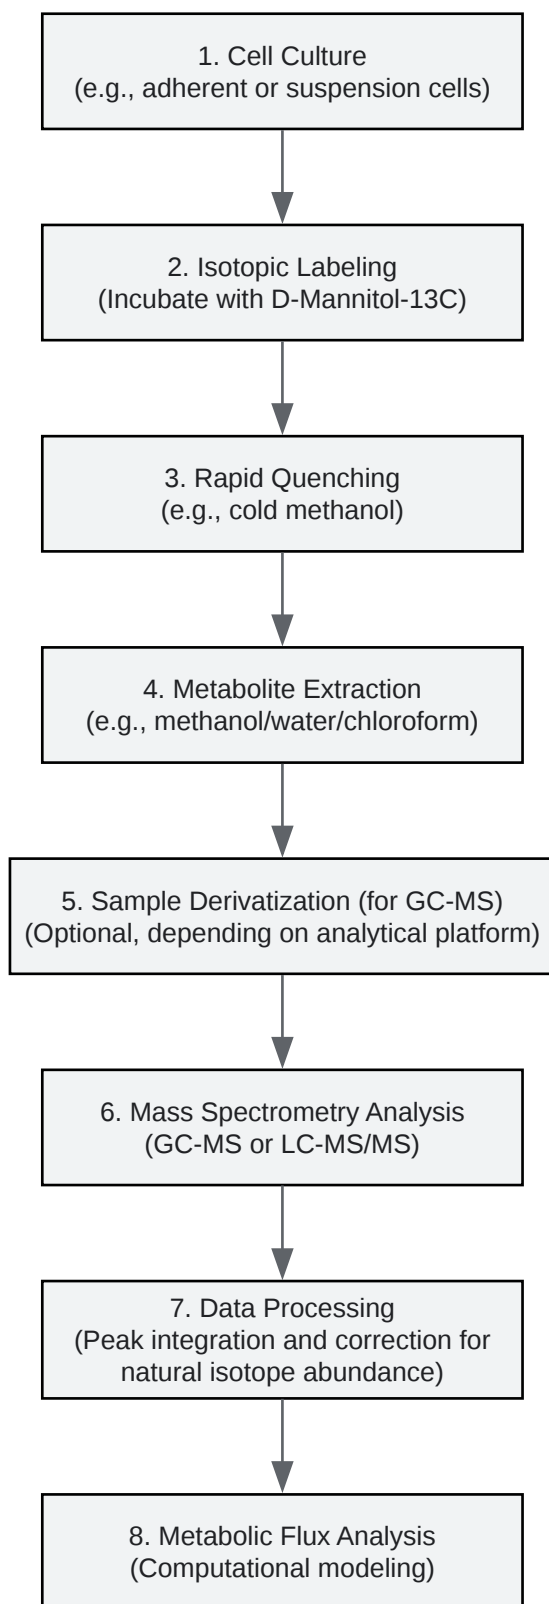 1. Cell Culture
(e.g., adherent or suspension cells)
2. Isotopic Labeling
(Incubate with D-Mannitol-13C)
3. Rapid Quenching
(e.g., cold methanol)
4. Metabolite Extraction
(e.g., methanol/water/chloroform)
5. Sample Derivatization (for GC-MS)
(Optional, depending on analytical platform)
6. Mass Spectrometry Analysis
(GC-MS or LC-MS/MS)
7. Data Processing
(Peak integration and correction for
natural isotope abundance)
8. Metabolic Flux Analysis
(Computational modeling)